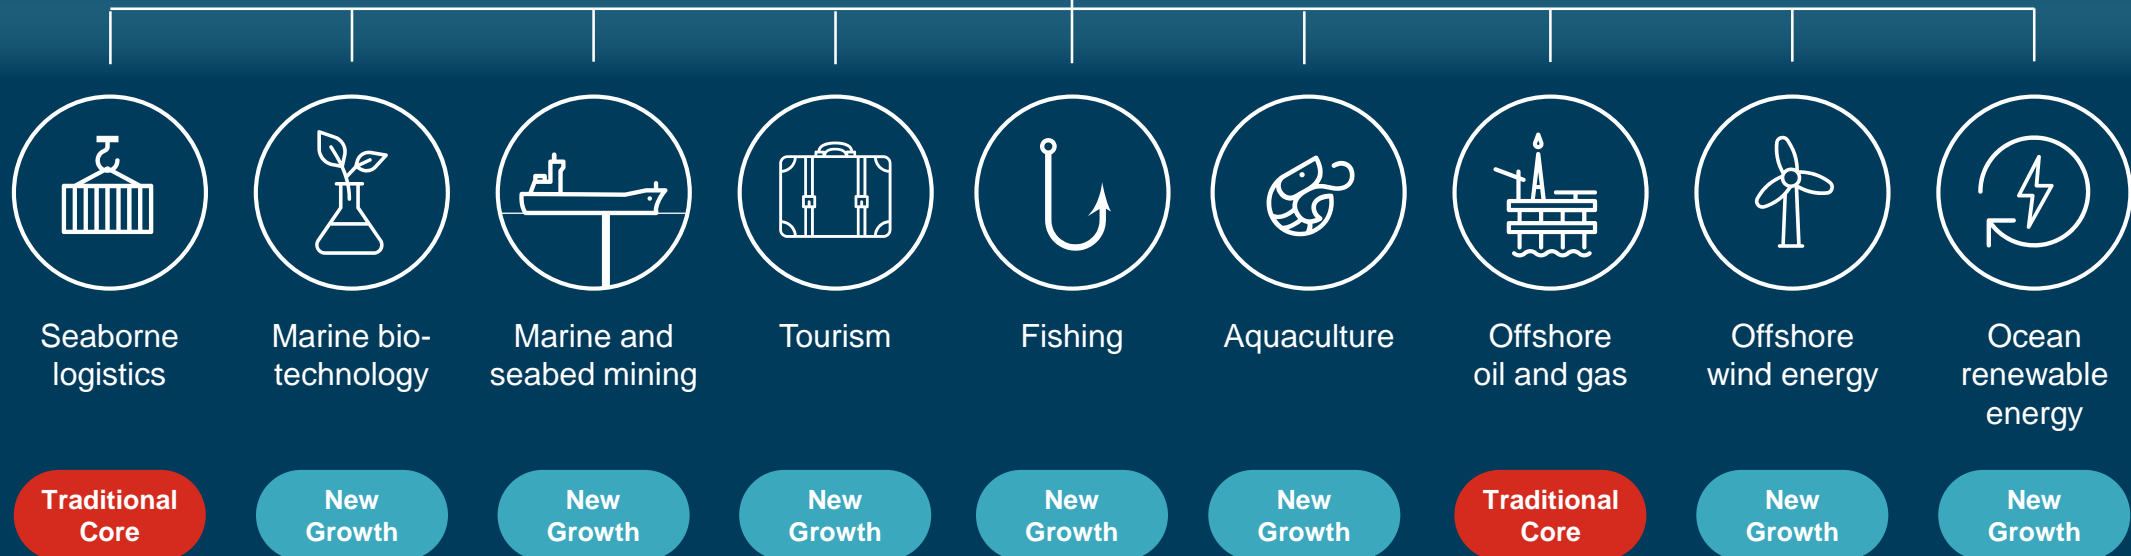 Seaborne
logistics
Marine bio-
technology
Marine and
seabed mining
Tourism
Fishing
Aquaculture
Offshore
oil and gas
Offshore
wind energy
Ocean
renewable
energy
Traditional
Core
New
Growth
New
Growth
New
Growth
New
Growth
New
Growth
Traditional
Core
New
Growth
New
Growth